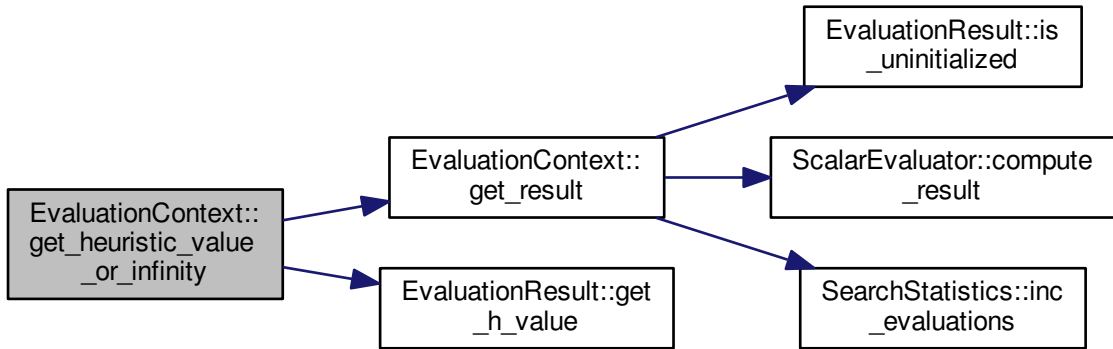 EvaluationContext::
get_heuristic_value
_or_infinity
EvaluationContext::
get_result
EvaluationResult::get
_h_value
EvaluationResult::is
_uninitialized
ScalarEvaluator::compute
_result
SearchStatistics::inc
_evaluations